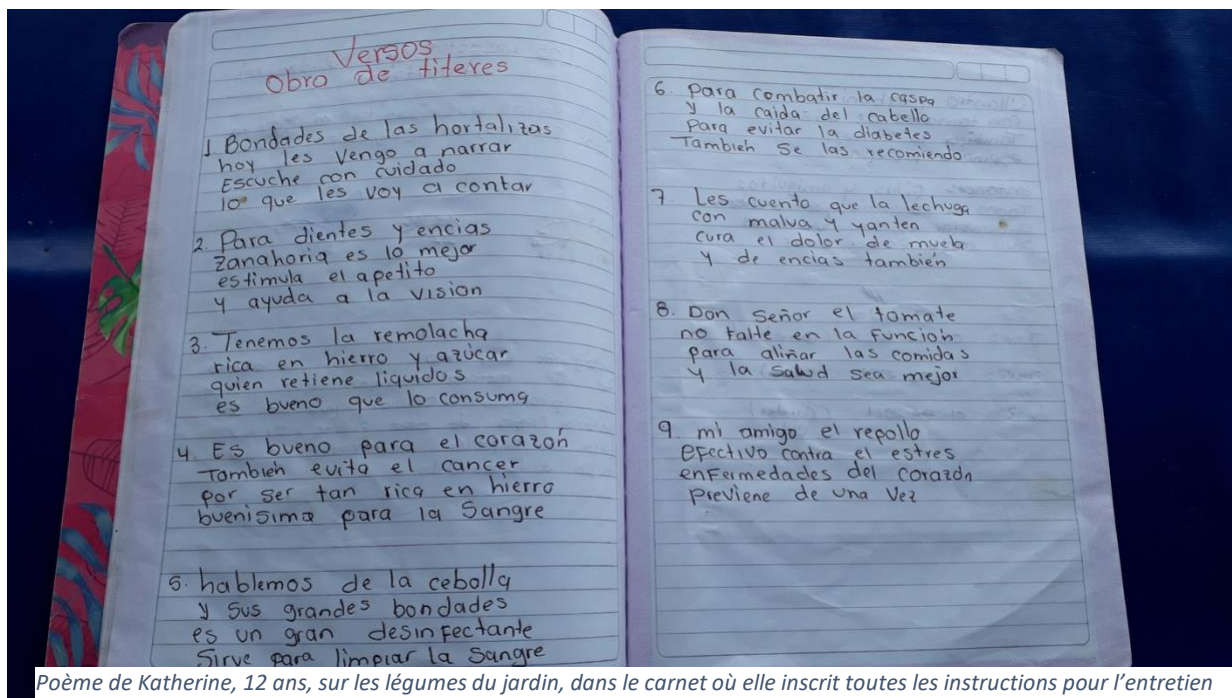 Versos
Obra de titeres
1 Bondades de las hortalizas
hoy les vengo a narrar
Escuche con cuidado
lo que les voy a contar
2. Para dientes y encias
zanahoria es lo mejor
estimula el apetito
y ayuda a la vision
3. Tenemos la remolacha
rica en hierro y azúcar
quien retiene liquidos
es bueno que lo consuma
4. Es bueno para el corazón
Tambien evita el cancer
por ser tan rica en hierro
buenisima para la Sangre
5. hablemos de la cebolla
y sus grandes bondades
es un gran desinfectante
Sirve para limpiar la Sangre
6. para combatir la caspa
y la caida del cabello
Para evitar la diabetes
Tambien se las recomiendo
7 Les cuento que la lechuga
con malva y yanten
cura el dolor de muela
y de encias también
8. Don señor el tomate
no falte en la función
para aliñar las comidas
y la salud sea mejor
9 mi amigo el repollo
efectivo contra el estres
enfermedades del corazón
previene de una vez
Poème de Katherine, 12 ans, sur les légumes du jardin, dans le carnet où elle inscrit toutes les instructions pour l'entretien